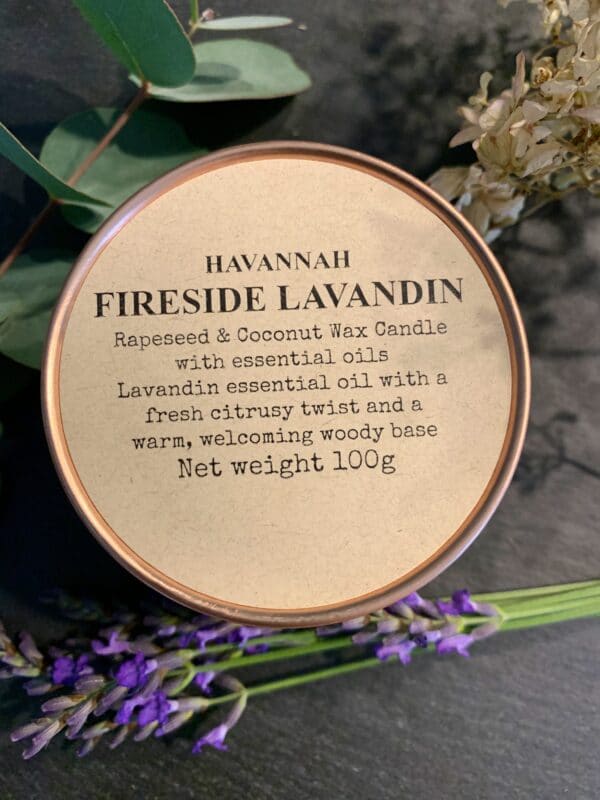 HAVANNAH
FIRESIDE LAVANDIN
Rapeseed & Coconut Wax Candle
with essential oils
Lavandin essential oil with a
fresh citrusy twist and a
warm, welcoming woody base
Net weight 100g